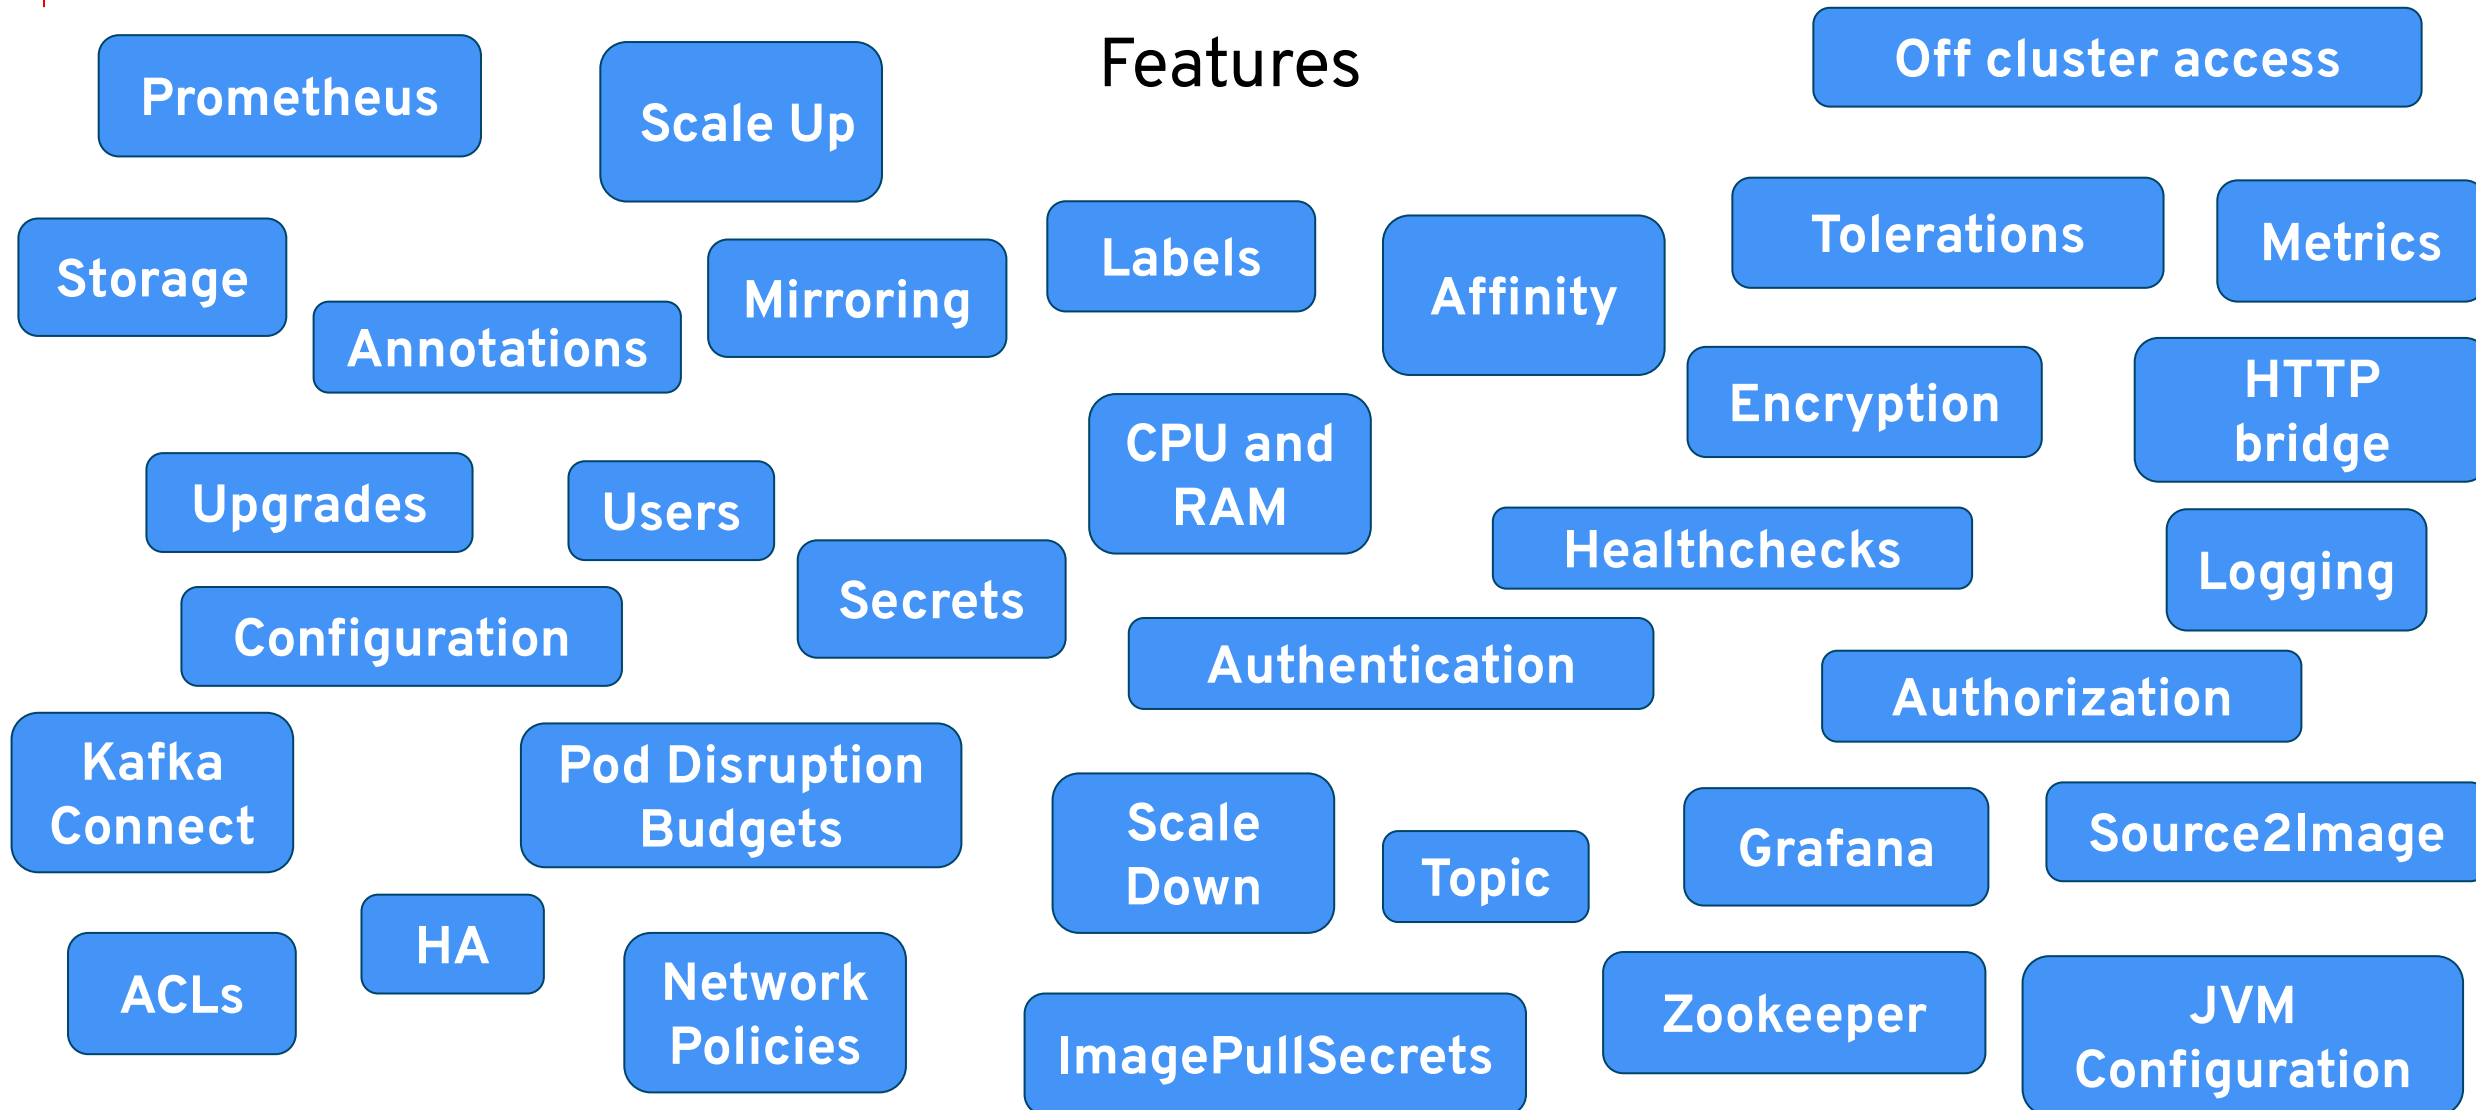 Features
Prometheus
Scale Up
Off cluster access
Storage
Annotations
Mirroring
Labels
Affinity
Tolerations
Metrics
Encryption
HTTP
bridge
CPU and
RAM
Upgrades
Users
Secrets
Healthchecks
Logging
Configuration
Authentication
Authorization
Kafka
Connect
Pod Disruption
Budgets
Scale
Down
Topic
Grafana
Source2Image
ACLs
HA
Network
Policies
ImagePullSecrets
Zookeeper
JVM
Configuration